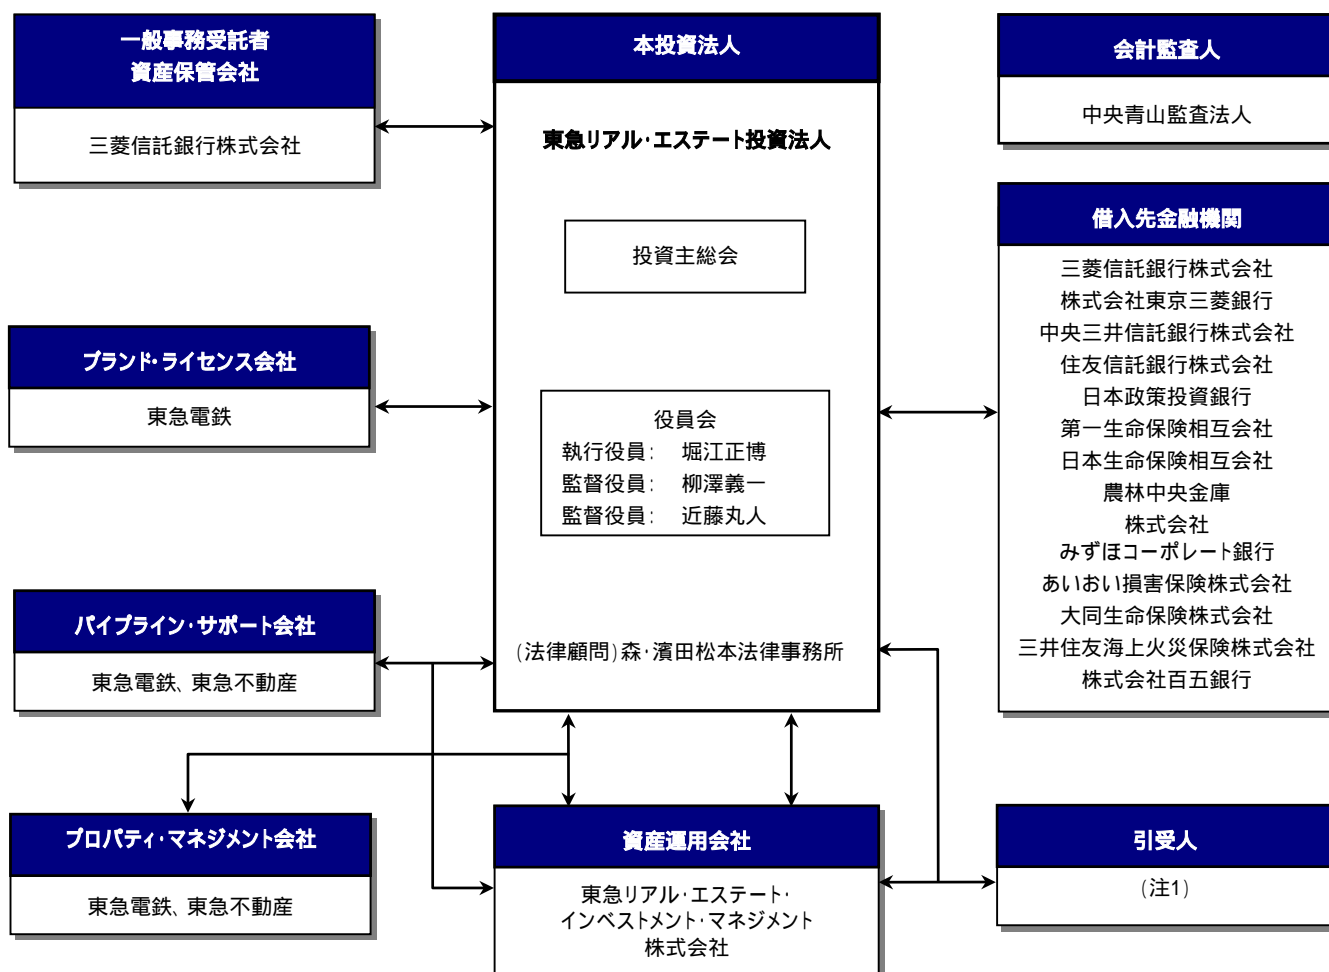 一般事務受託者
資産保管会社
三菱信託銀行株式会社
ブランド・ライセンス会社
東急電鉄
パイプライン・サポート会社
東急電鉄、東急不動産
プロパティ・マネジメント会社
東急電鉄、東急不動産
本投資法人
東急リアル・エステート投資法人
投資主総会
役員会
執行役員： 堀江正博
監督役員： 柳澤義一
監督役員： 近藤丸人
(法律顧問)森・濱田松本法律事務所
資産運用会社
東急リアル・エステート・
インベストメント・マネジメント
株式会社
会計監査人
中央青山監査法人
借入先金融機関
三菱信託銀行株式会社
株式会社東京三菱銀行
中央三井信託銀行株式会社
住友信託銀行株式会社
日本政策投資銀行
第一生命保険相互会社
日本生命保険相互会社
農林中央金庫
株式会社
みずほコーポレート銀行
あいおい損害保険株式会社
大同生命保険株式会社
三井住友海上火災保険株式会社
株式会社百五銀行
引受人
(注1)